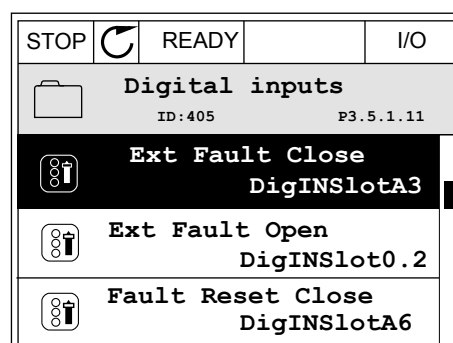 STOP READY I/O
Digital inputs
ID:405 P3.5.1.11
Ext Fault Close
DigINSlotA3
Ext Fault Open
DigINSlot0.2
Fault Reset Close
DigINSlotA6